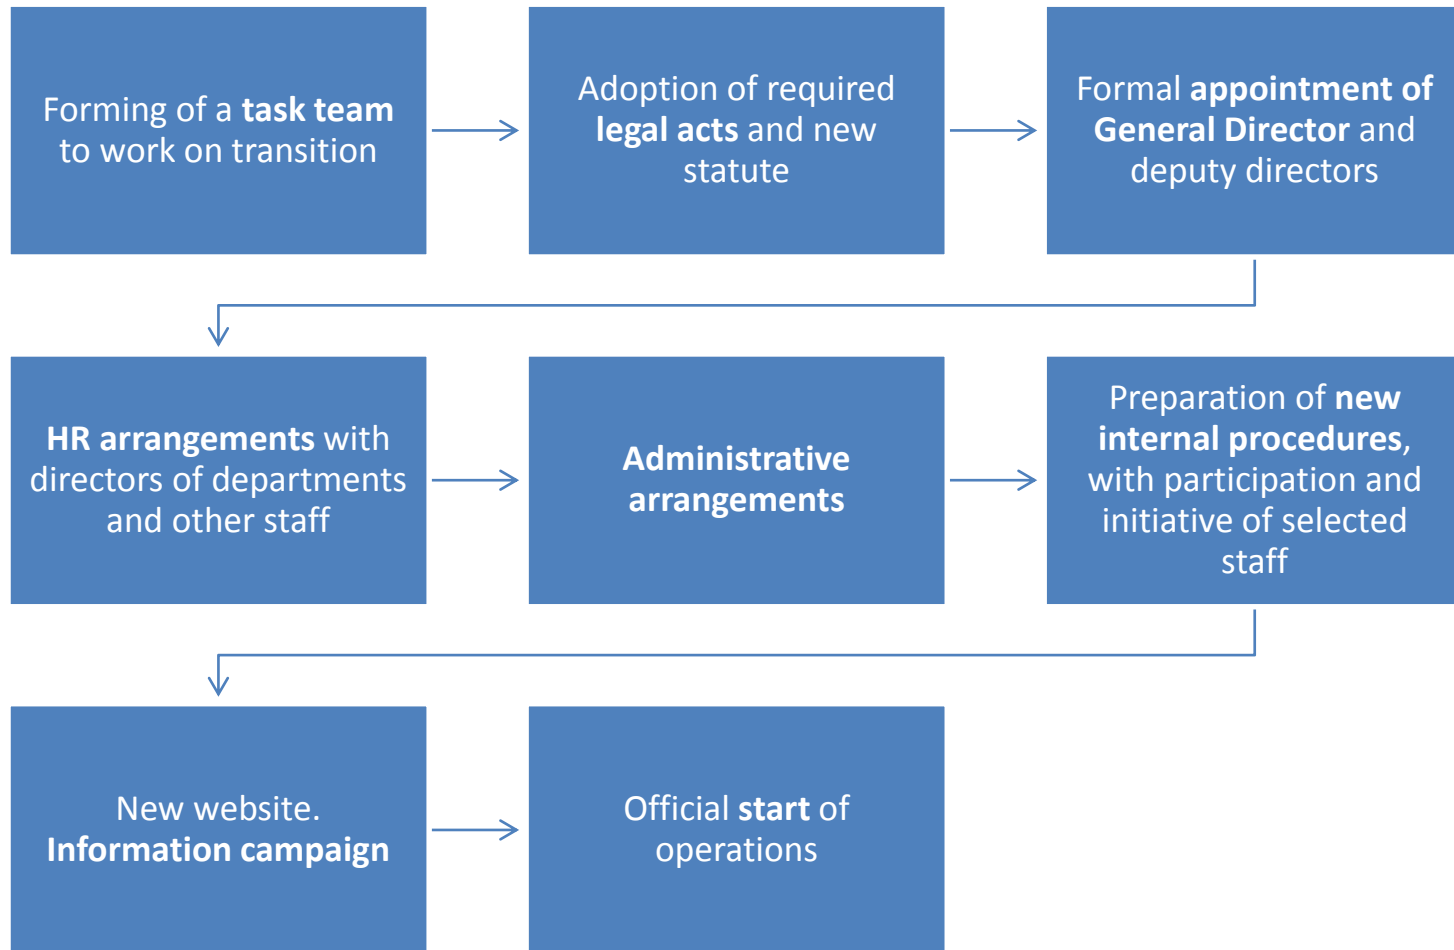 Forming of a task team
to work on transition
Adoption of required
legal acts and new
statute
Formal appointment of
General Director and
deputy directors
HR arrangements with
directors of departments
and other staff
Administrative
arrangements
Preparation of new
internal procedures,
with participation and
initiative of selected
staff
New website.
Information campaign
Official start of
operations